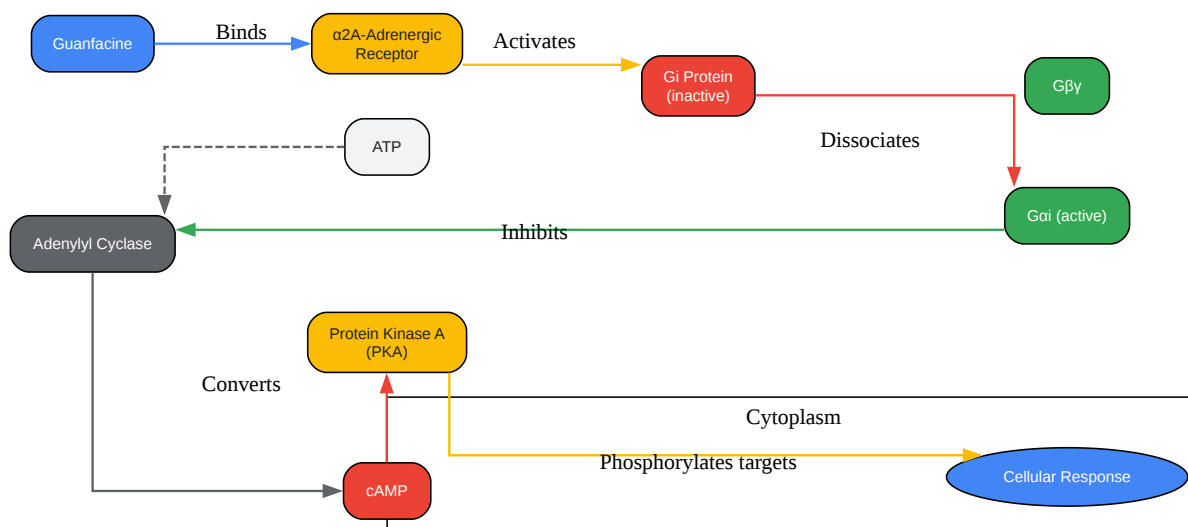 Guanfacine
Binds
α2A-Adrenergic
Receptor
Activates
Gi Protein
(inactive)
Gβγ
Dissociates
ATP
Gαi (active)
Adenylyl Cyclase
Inhibits
Protein Kinase A
(PKA)
Converts
Cytoplasm
Phosphorylates targets
Cellular Response
cAMP